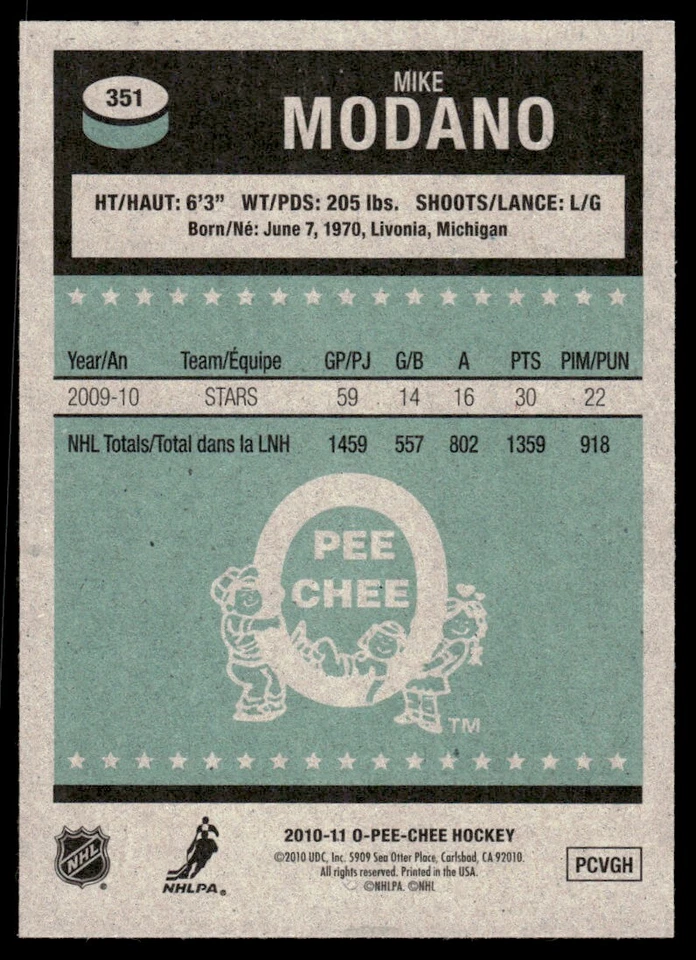 351
MIKE
MODANO
HT/HAUT: 6'3" WT/PDS: 205 lbs. SHOOTS/LANCE: L/G
Born/Né: June 7, 1970, Livonia, Michigan
Year/An Team/Équipe GP/PJ G/B A PTS PIM/PUN
2009-10 STARS 59 14 16 30 22
NHL Totals/Total dans la LNH 1459 557 802 1359 918
PEE
CHEE
TM
NHL ®
NHLPA®
2010-11 O-PEE-CHEE HOCKEY
©2010 UDC, Inc. 5909 Sea Otter Place, Carlsbad, CA 92010.
All rights reserved. Printed in the USA.
©NHLPA. ©NHL
PCVGH